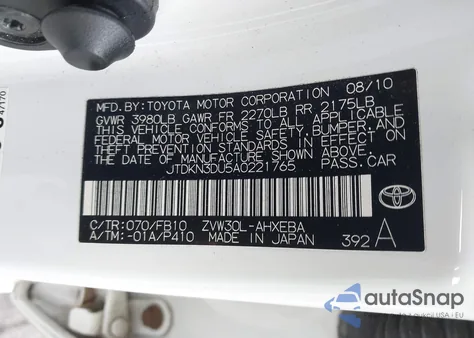 MFD. BY: TOYOTA MOTOR CORPORATION 08/10
GVWR 3980LB GAWR FR 2270LB RR 2175LB
THIS VEHICLE CONFORMS TO ALL APPLICABLE
FEDERAL MOTOR VEHICLE SAFETY, BUMPER, AND
THEFT PREVENTION STANDARDS IN EFFECT ON
THE DATE OF MANUFACTURE SHOWN ABOVE.
JTDKN3DU5A0221765 PASS.CAR
C/TR: 070/FB10 ZVW30L-AHXEBA
A/TM: -01A/P410 MADE IN JAPAN 392 A
autoSnap